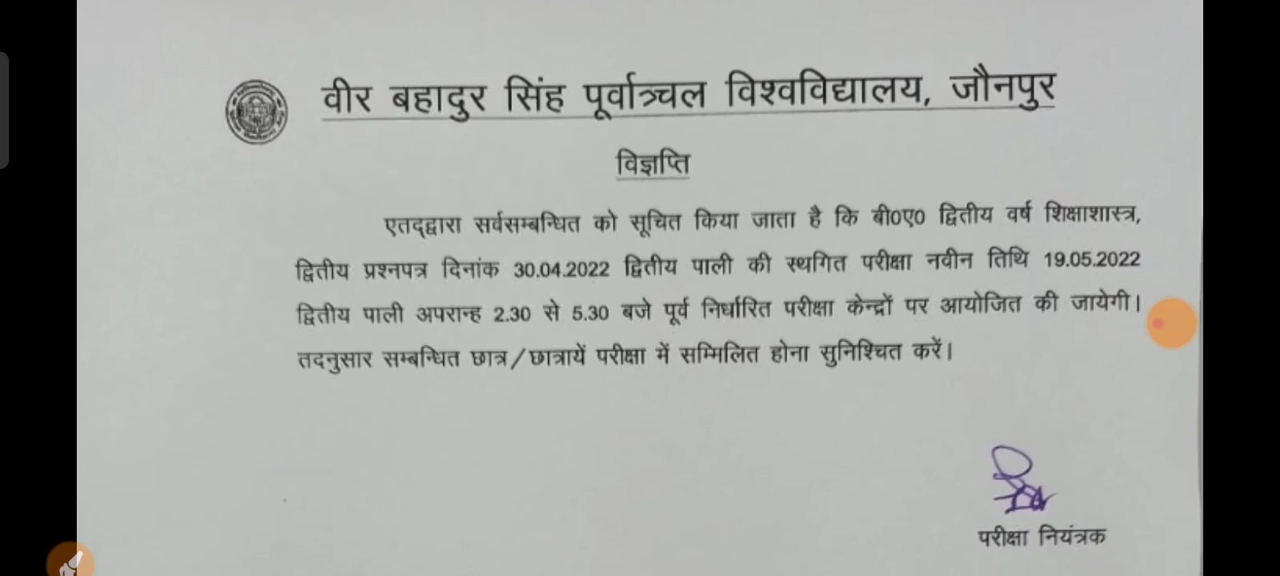 वीर बहादुर सिंह पूर्वाञ्चल विश्वविद्यालय, जौनपुर
विज्ञप्ति
एतद्द्वारा सर्वसम्बन्धित को सूचित किया जाता है कि बी0ए0 द्वितीय वर्ष शिक्षाशास्त्र,
द्वितीय प्रश्नपत्र दिनांक 30.04.2022 द्वितीय पाली की स्थगित परीक्षा नवीन तिथि 19.05.2022
द्वितीय पाली अपरान्ह 2.30 से 5.30 बजे पूर्व निर्धारित परीक्षा केन्द्रों पर आयोजित की जायेगी।
तदनुसार सम्बन्धित छात्र/छात्रायें परीक्षा में सम्मिलित होना सुनिश्चित करें।
परीक्षा नियंत्रक